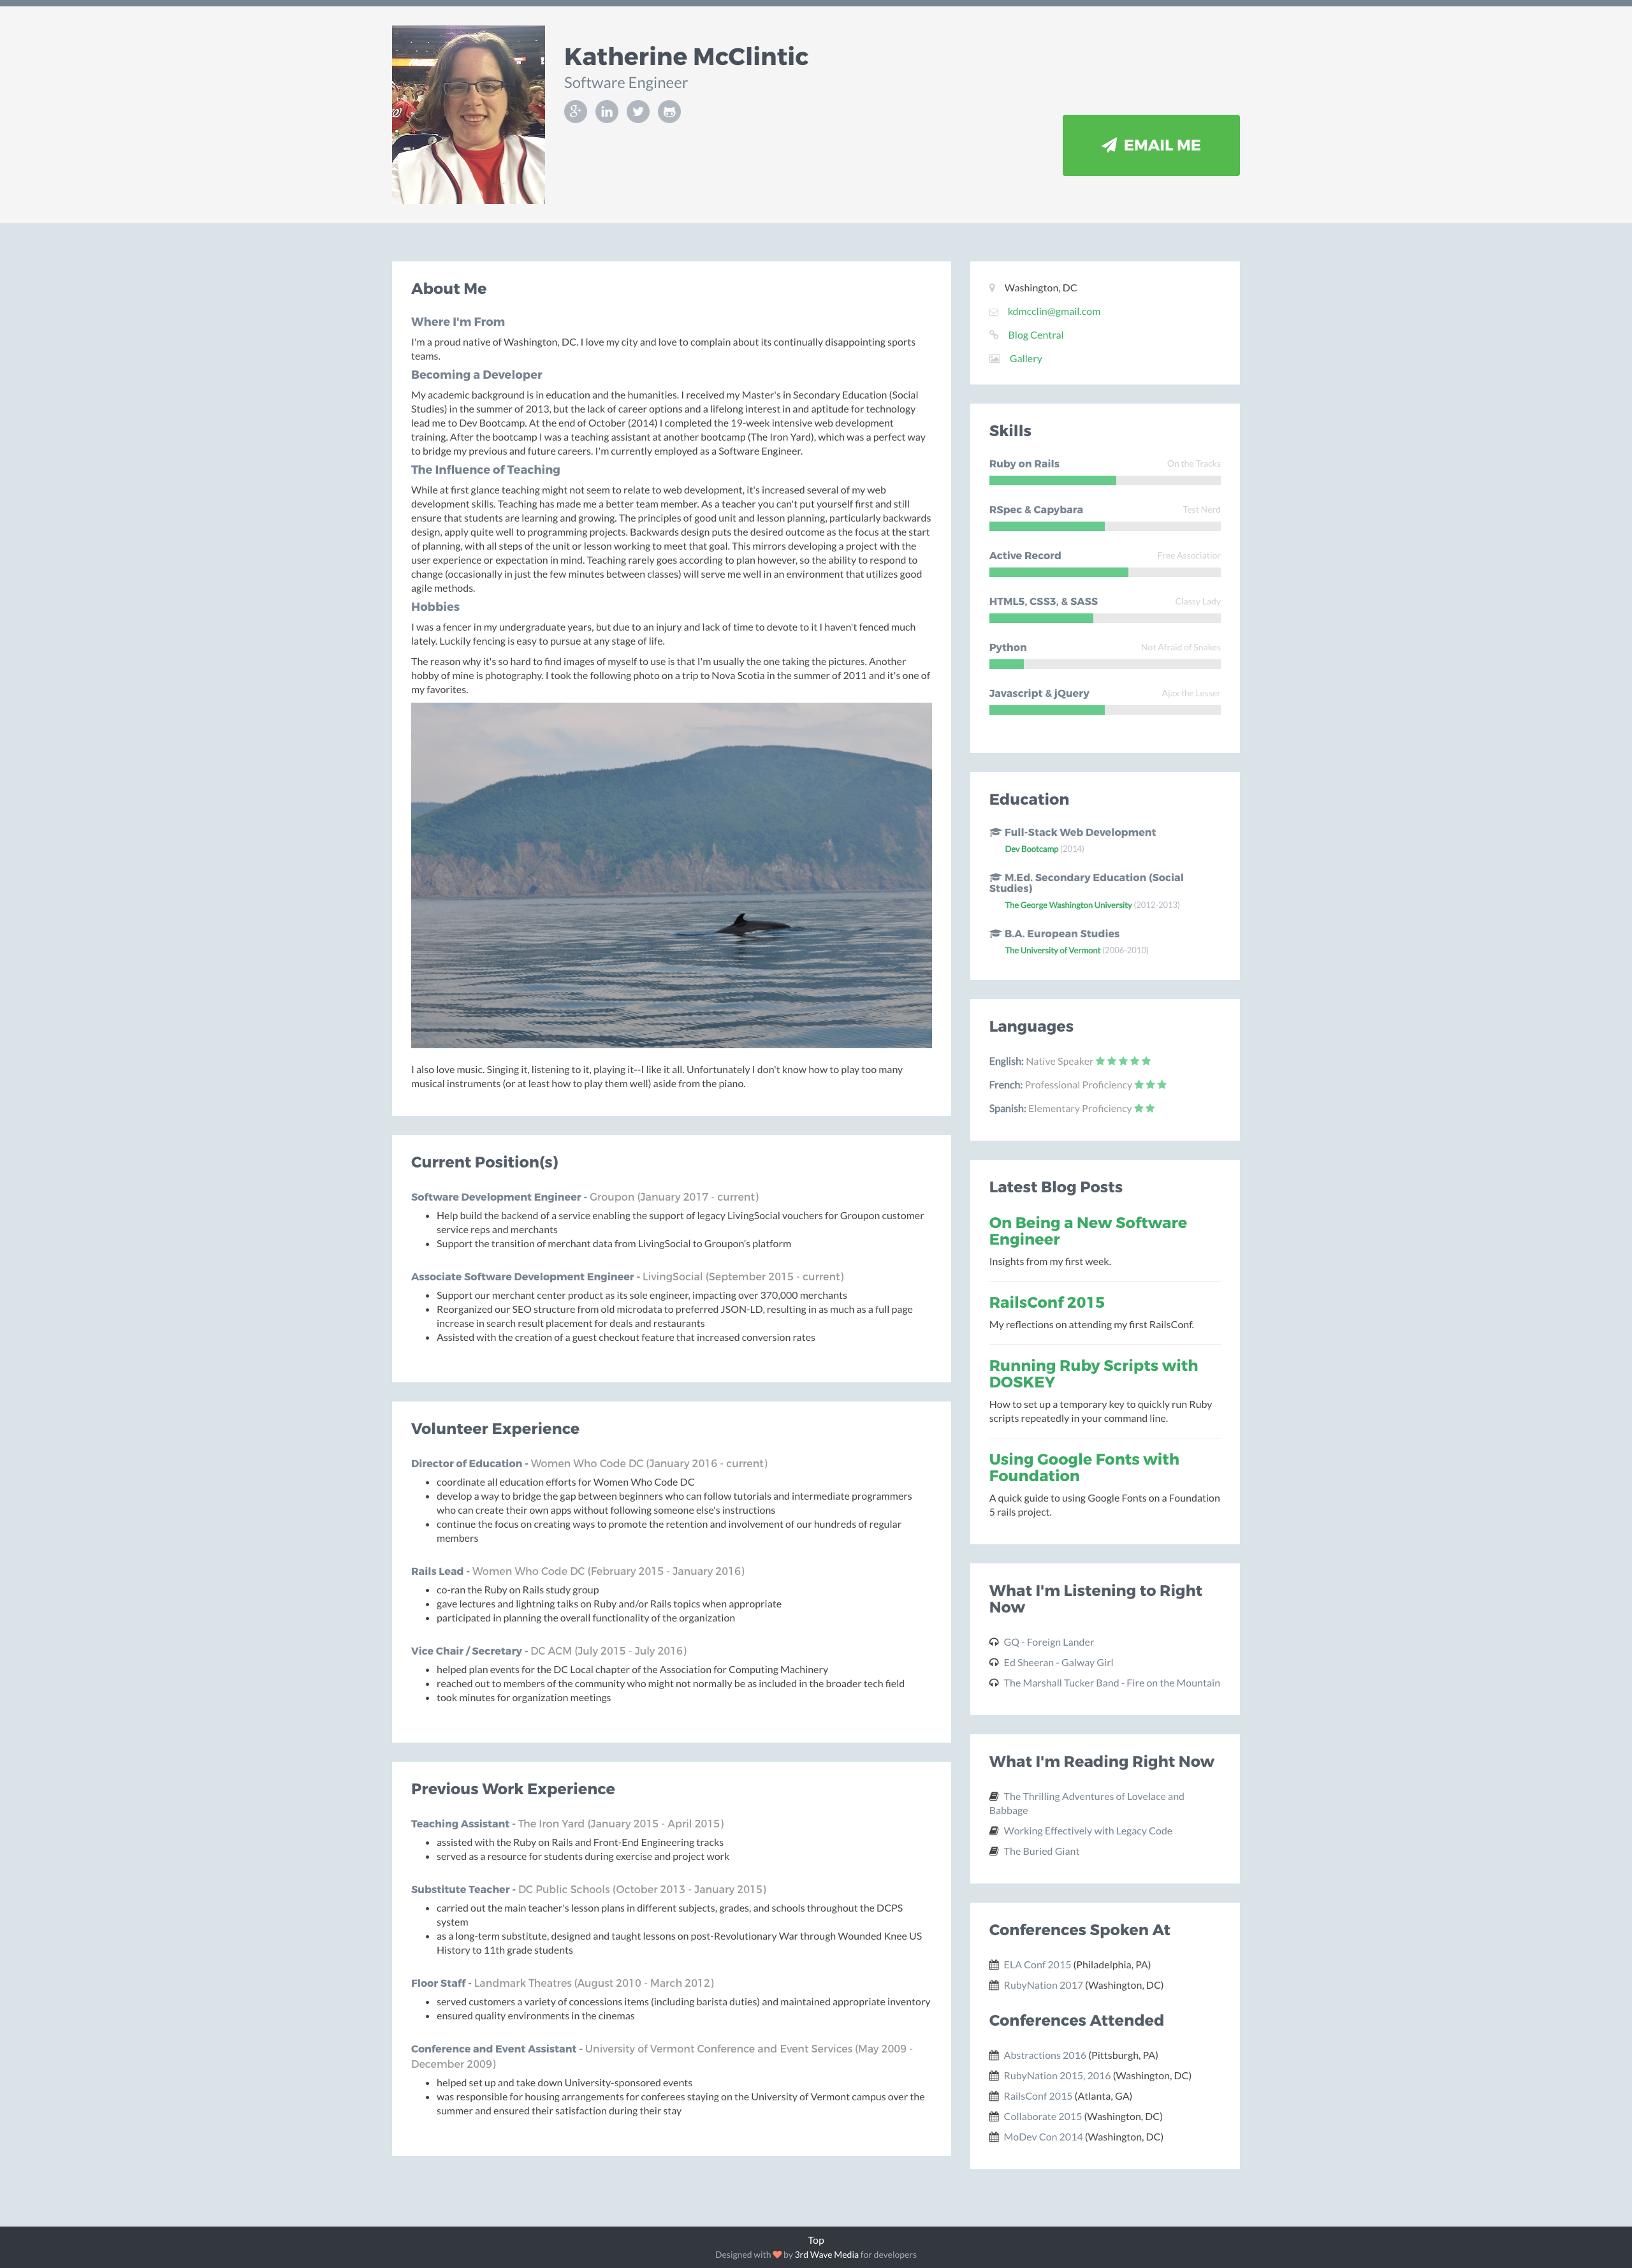 Katherine McClintic
Software Engineer
EMAIL ME
About Me
Where I'm From
I'm a proud native of Washington, DC. I love my city and love to complain about its continually disappointing sports
teams.
Becoming a Developer
My academic background is in education and the humanities. I received my Master's in Secondary Education (Social
Studies) in the summer of 2013, but the lack of career options and a lifelong interest in and aptitude for technology
lead me to Dev Bootcamp. At the end of October (2014) I completed the 19-week intensive web development
training. After the bootcamp I was a teaching assistant at another bootcamp (The Iron Yard), which was a perfect way
to bridge my previous and future careers. I'm currently employed as a Software Engineer.
The Influence of Teaching
While at first glance teaching might not seem to relate to web development, it's increased several of my web
development skills. Teaching has made me a better team member. As a teacher you can't put yourself first and still
ensure that students are learning and growing. The principles of good unit and lesson planning, particularly backwards
design, apply quite well to programming projects. Backwards design puts the desired outcome as the focus at the start
of planning, with all steps of the unit or lesson working to meet that goal. This mirrors developing a project with the
user experience or expectation in mind. Teaching rarely goes according to plan however, so the ability to respond to
change (occasionally in just the few minutes between classes) will serve me well in an environment that utilizes good
agile methods.
Hobbies
I was a fencer in my undergraduate years, but due to an injury and lack of time to devote to it I haven't fenced much
lately. Luckily fencing is easy to pursue at any stage of life.
The reason why it's so hard to find images of myself to use is that I'm usually the one taking the pictures. Another
hobby of mine is photography. I took the following photo on a trip to Nova Scotia in the summer of 2011 and it's one of
my favorites.
I also love music. Singing it, listening to it, playing it--I like it all. Unfortunately I don't know how to play too many
musical instruments (or at least how to play them well) aside from the piano.
Current Position(s)
Software Development Engineer - Groupon (January 2017 - current)
• Help build the backend of a service enabling the support of legacy LivingSocial vouchers for Groupon customer
service reps and merchants
• Support the transition of merchant data from LivingSocial to Groupon's platform
Associate Software Development Engineer - LivingSocial (September 2015 - current)
• Support our merchant center product as its sole engineer, impacting over 370,000 merchants
• Reorganized our SEO structure from old microdata to preferred JSON-LD, resulting in as much as a full page
increase in search result placement for deals and restaurants
• Assisted with the creation of a guest checkout feature that increased conversion rates
Volunteer Experience
Director of Education - Women Who Code DC (January 2016 - current)
• coordinate all education efforts for Women Who Code DC
• develop a way to bridge the gap between beginners who can follow tutorials and intermediate programmers
who can create their own apps without following someone else's instructions
• continue the focus on creating ways to promote the retention and involvement of our hundreds of regular
members
Rails Lead - Women Who Code DC (February 2015 - January 2016)
• co-ran the Ruby on Rails study group
• gave lectures and lightning talks on Ruby and/or Rails topics when appropriate
• participated in planning the overall functionality of the organization
Vice Chair / Secretary - DC ACM (July 2015 - July 2016)
• helped plan events for the DC Local chapter of the Association for Computing Machinery
• reached out to members of the community who might not normally be as included in the broader tech field
• took minutes for organization meetings
Previous Work Experience
Teaching Assistant - The Iron Yard (January 2015 - April 2015)
• assisted with the Ruby on Rails and Front-End Engineering tracks
• served as a resource for students during exercise and project work
Substitute Teacher - DC Public Schools (October 2013 - January 2015)
• carried out the main teacher's lesson plans in different subjects, grades, and schools throughout the DCPS
system
• as a long-term substitute, designed and taught lessons on post-Revolutionary War through Wounded Knee US
History to 11th grade students
Floor Staff - Landmark Theatres (August 2010 - March 2012)
• served customers a variety of concessions items (including barista duties) and maintained appropriate inventory
• ensured quality environments in the cinemas
Conference and Event Assistant - University of Vermont Conference and Event Services (May 2009 -
December 2009)
• helped set up and take down University-sponsored events
• was responsible for housing arrangements for conferees staying on the University of Vermont campus over the
summer and ensured their satisfaction during their stay
Washington, DC
kdmcclin@gmail.com
Blog Central
Gallery
Skills
Ruby on Rails On the Tracks
RSpec & Capybara Test Nerd
Active Record Free Associatior
HTML5, CSS3, & SASS Classy Lady
Python Not Afraid of Snakes
Javascript & jQuery Ajax the Lesser
Education
Full-Stack Web Development
Dev Bootcamp (2014)
M.Ed. Secondary Education (Social
Studies)
The George Washington University (2012-2013)
B.A. European Studies
The University of Vermont (2006-2010)
Languages
English: Native Speaker
French: Professional Proficiency
Spanish: Elementary Proficiency
Latest Blog Posts
On Being a New Software
Engineer
Insights from my first week.
RailsConf 2015
My reflections on attending my first RailsConf.
Running Ruby Scripts with
DOSKEY
How to set up a temporary key to quickly run Ruby
scripts repeatedly in your command line.
Using Google Fonts with
Foundation
A quick guide to using Google Fonts on a Foundation
5 rails project.
What I'm Listening to Right
Now
GQ - Foreign Lander
Ed Sheeran - Galway Girl
The Marshall Tucker Band - Fire on the Mountain
What I'm Reading Right Now
The Thrilling Adventures of Lovelace and
Babbage
Working Effectively with Legacy Code
The Buried Giant
Conferences Spoken At
ELA Conf 2015 (Philadelphia, PA)
RubyNation 2017 (Washington, DC)
Conferences Attended
Abstractions 2016 (Pittsburgh, PA)
RubyNation 2015, 2016 (Washington, DC)
RailsConf 2015 (Atlanta, GA)
Collaborate 2015 (Washington, DC)
MoDev Con 2014 (Washington, DC)
Top
Designed with by 3rd Wave Media for developers